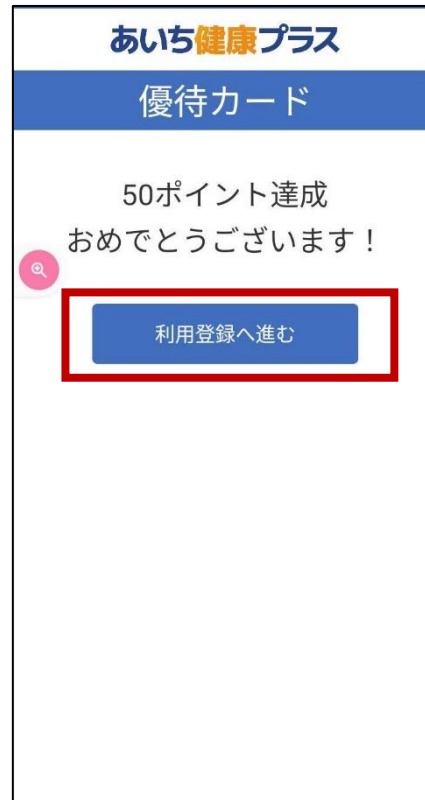 あいち健康プラス
優待カード
50ポイント達成
おめでとうございます！
利用登録へ進む